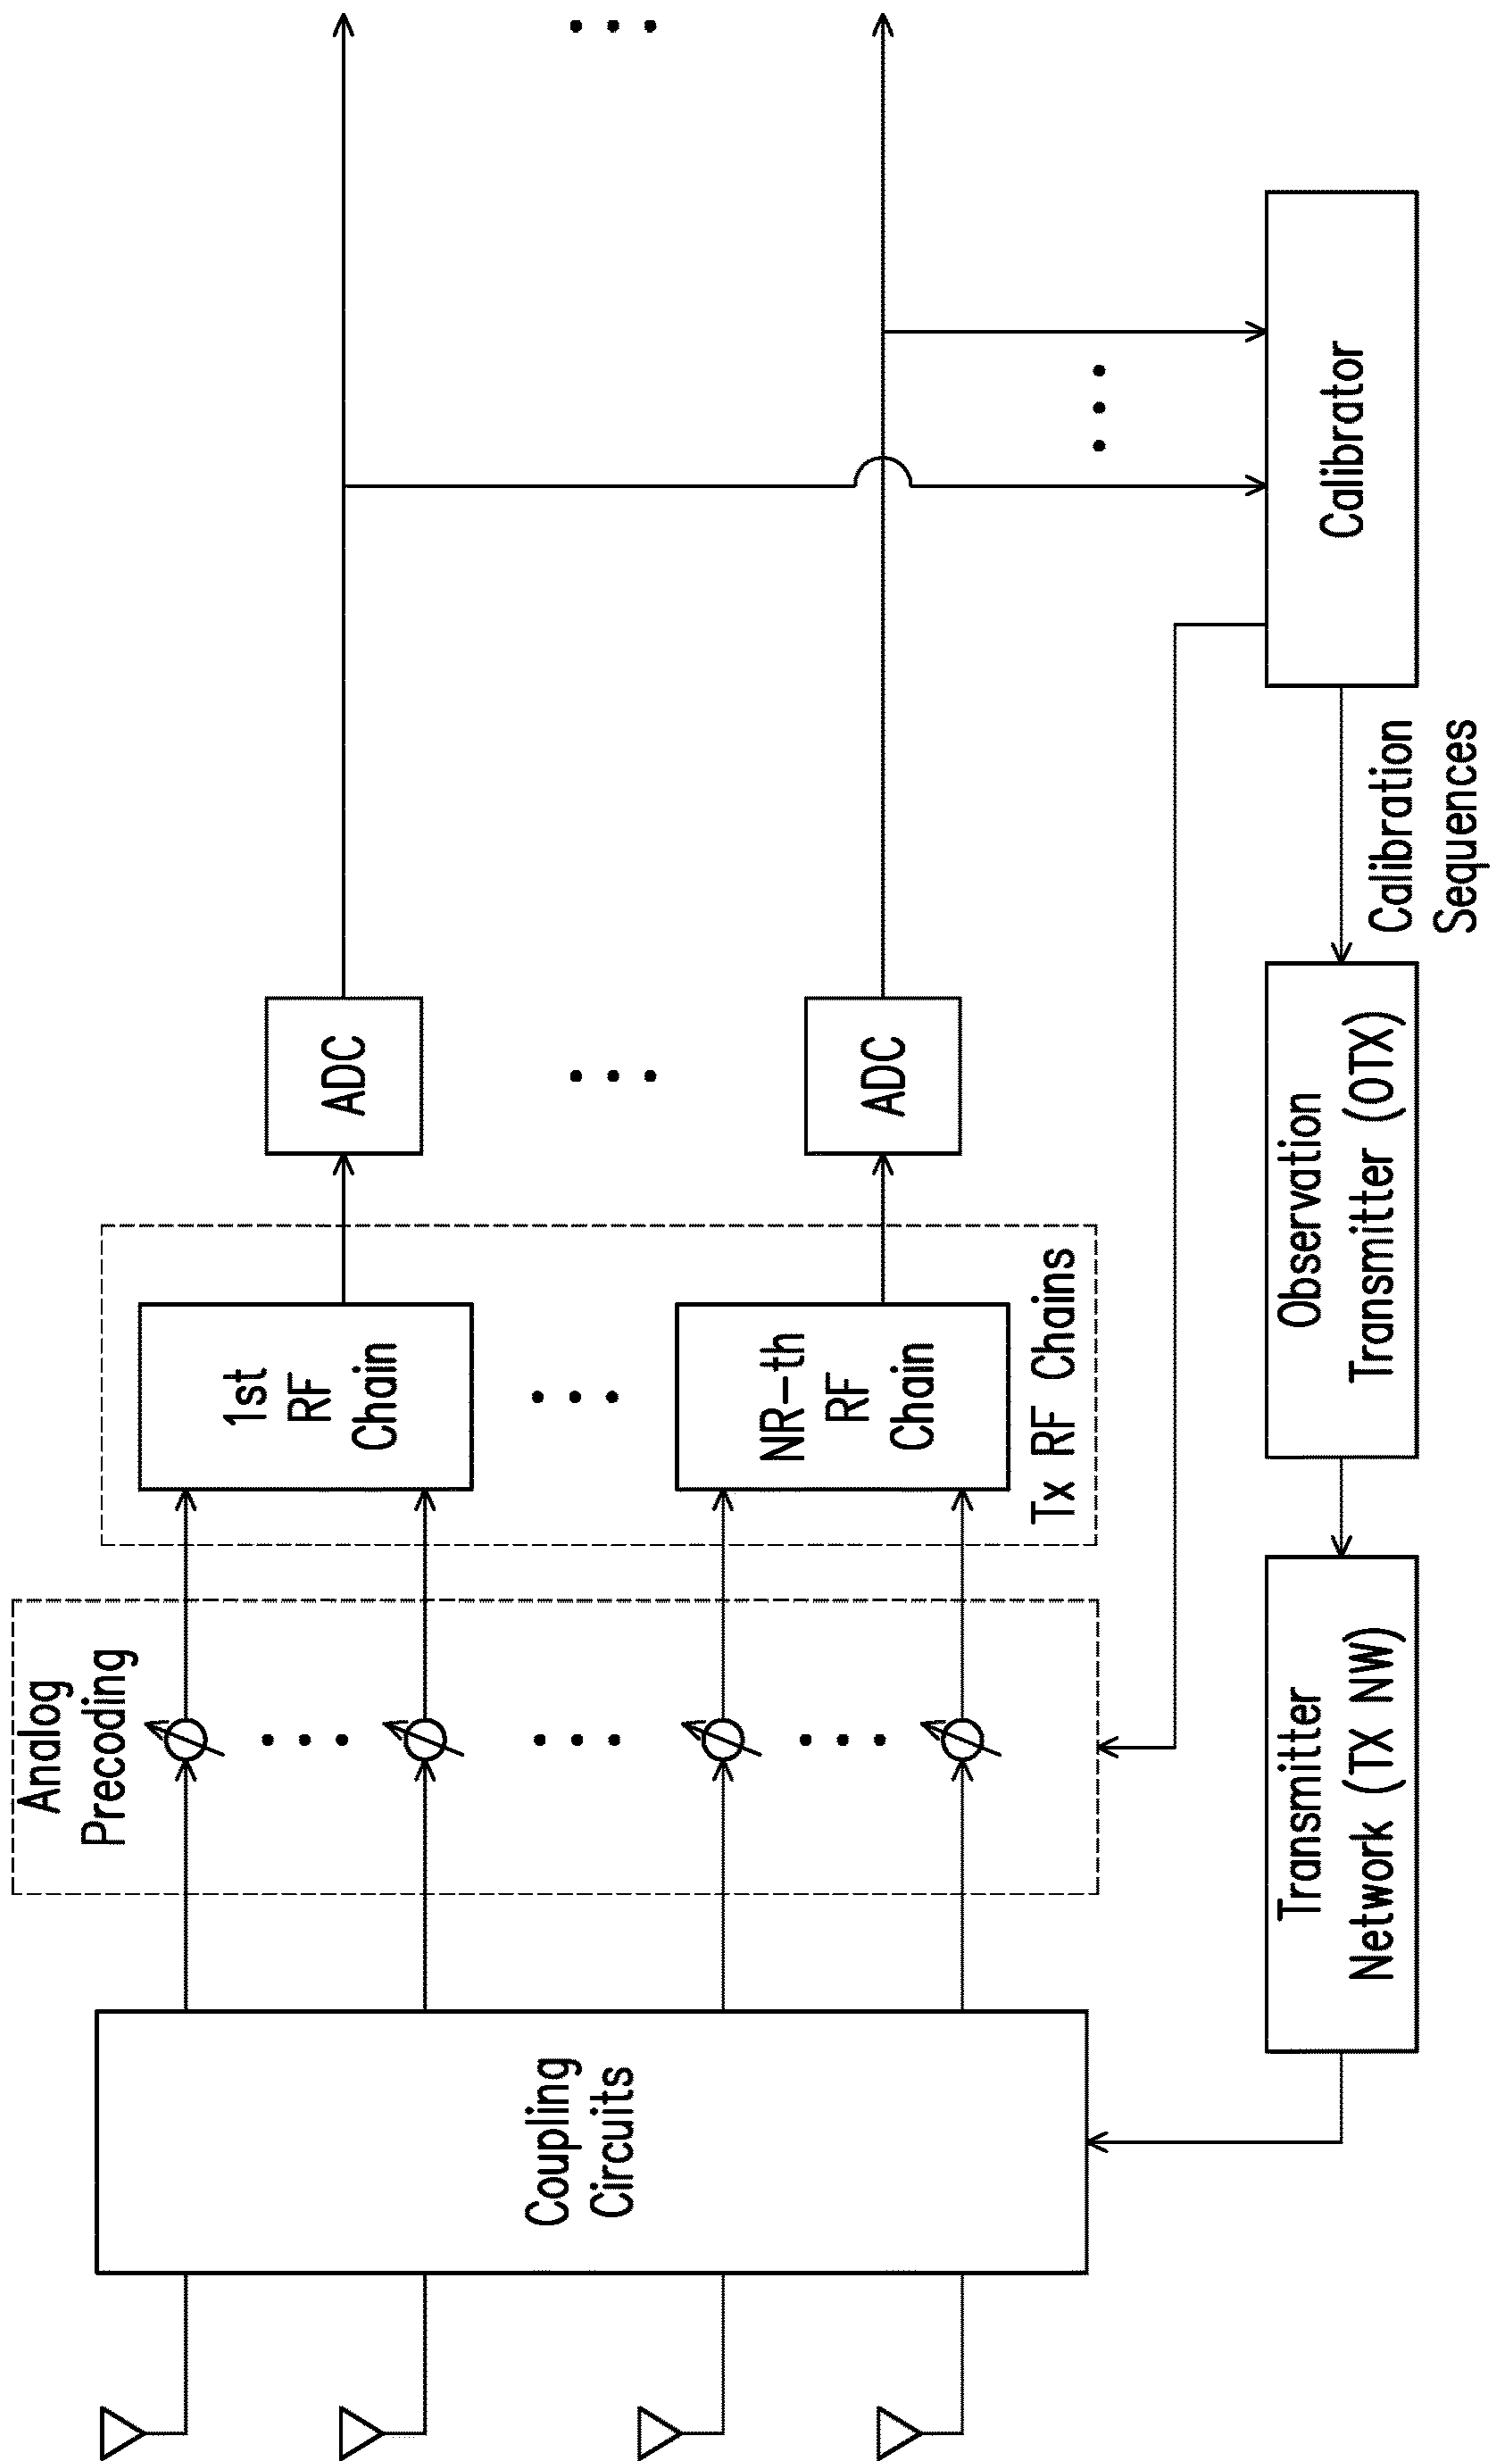 Analog
Precoding
Coupling
Circuits
1st
RF
Chain
NR-th
RF
Chain
Tx RF Chains
ADC
ADC
Transmitter
Network (TX NW)
Observation
Transmitter (OTX)
Calibration
Sequences
Calibrator